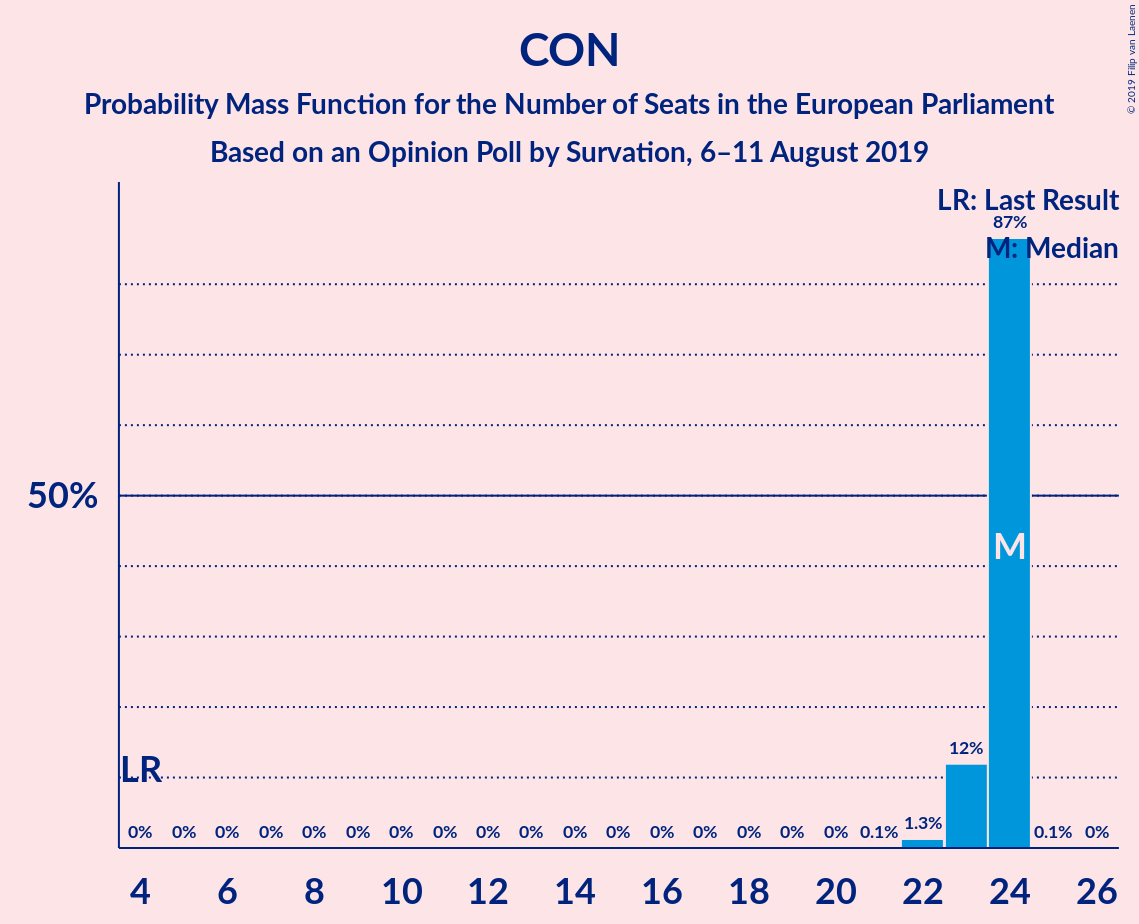 CON
Probability Mass Function for the Number of Seats in the European Parliament
Based on an Opinion Poll by Survation, 6–11 August 2019
© 2019 Filip van Laenen
LR: Last Result
87%
M: Median
50%
M
12%
LR
1.3%
0% 0% 0% 0% 0% 0% 0% 0% 0% 0% 0% 0% 0% 0% 0% 0% 0% 0.1% 0.1% 0%
4 6 8 10 12 14 16 18 20 22 24 26